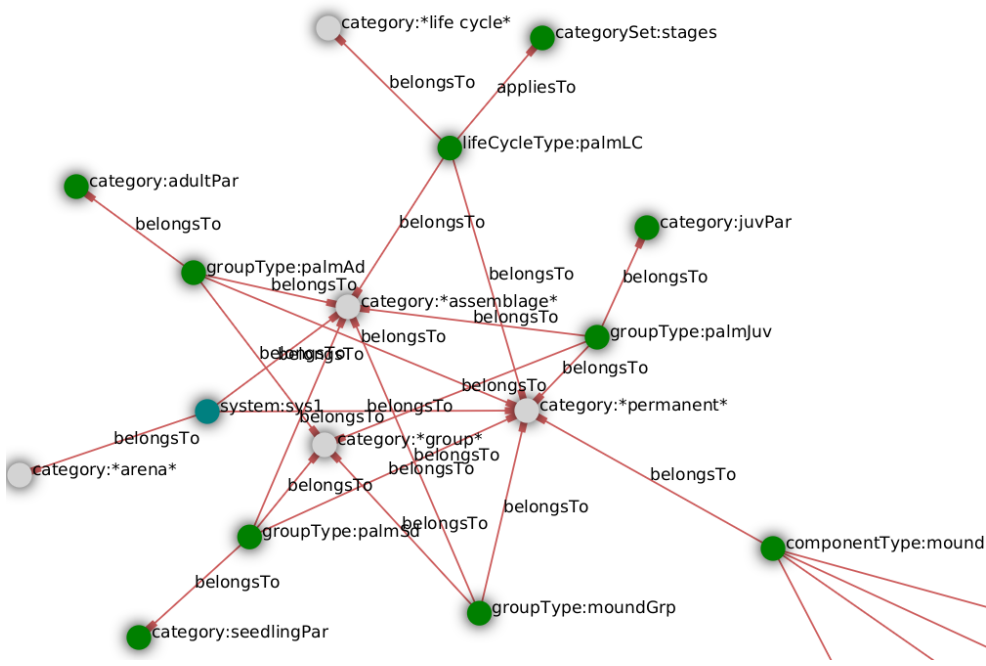 category:*life cycle*
categorySet:stages
belongsTo
appliesTo
lifeCycleType:palmLC
category:adultPar
belongsTo
belongsTo
category:juvPar
groupType:palmAd
belongsTo
belongsTo
belongsTo
category:*assemblage*
belongsTo
belongsTo
groupType:palmJuv
belongsTo
belongsTo
belongsTo
belongsTo
system:sys1
belongsTo
category:*permanent*
belongsTo
belongsTo
category:*group*
belongsTo
belongsTo
category:*arena*
belongsTo
belongsTo
belongsTo
belongsTo
groupType:palmSd
componentType:mound
belongsTo
groupType:moundGrp
category:seedlingPar